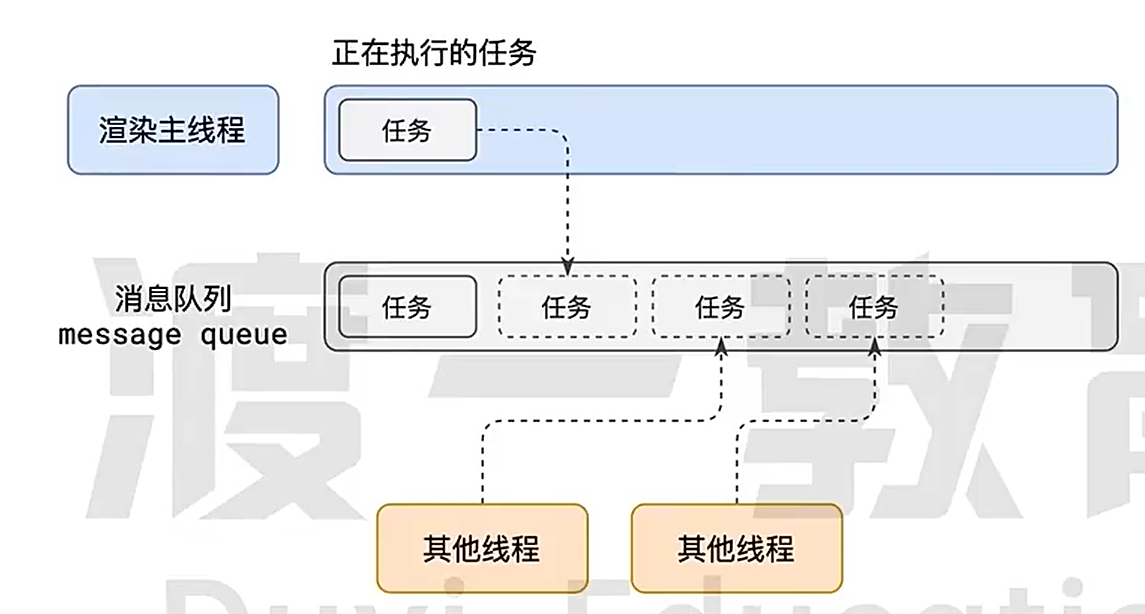 正在执行的任务
渲染主线程
任务
消息队列
message queue
任务 任务 任务 任务
其他线程 其他线程
渡一教育
Duyi Educati